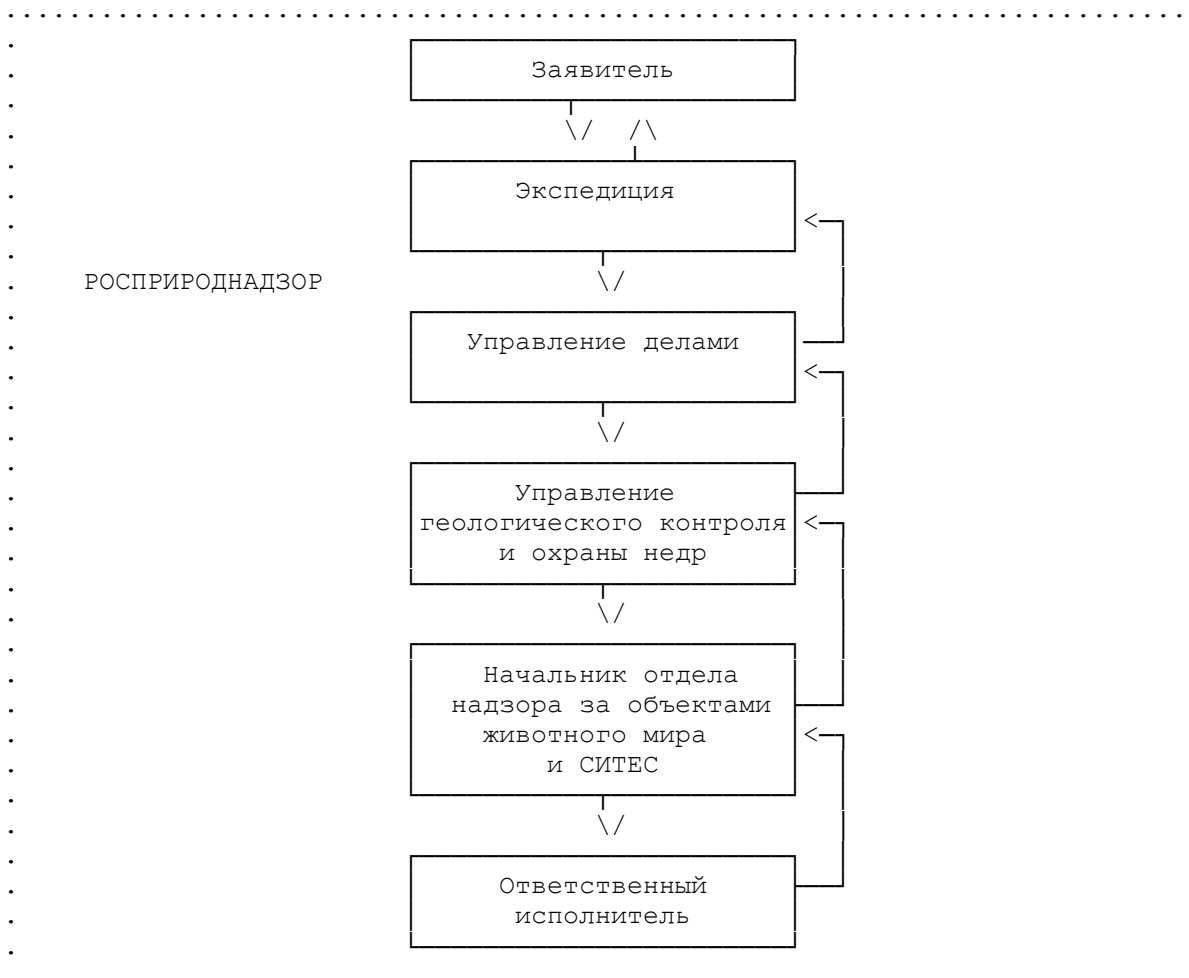 Заявитель
Экспедиция
РОСПРИРОДНАДЗОР
Управление делами
Управление
геологического контроля
и охраны недр
Начальник отдела
надзора за объектами
животного мира
и СИТЕС
Ответственный
исполнитель